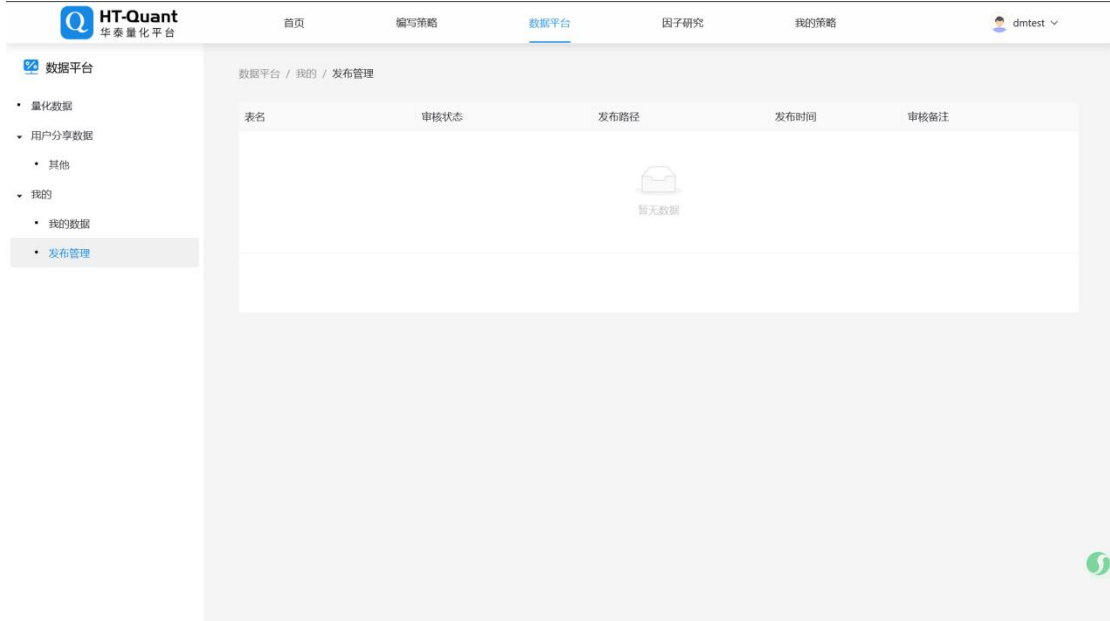 HT-Quant
华泰量化平台
首页 编写策略 数据平台 因子研究 我的策略 dmtest
数据平台
量化数据
用户分享数据
其他
我的
我的数据
发布管理
数据平台 / 我的 / 发布管理
表名 审核状态 发布路径 发布时间 审核备注
暂无数据